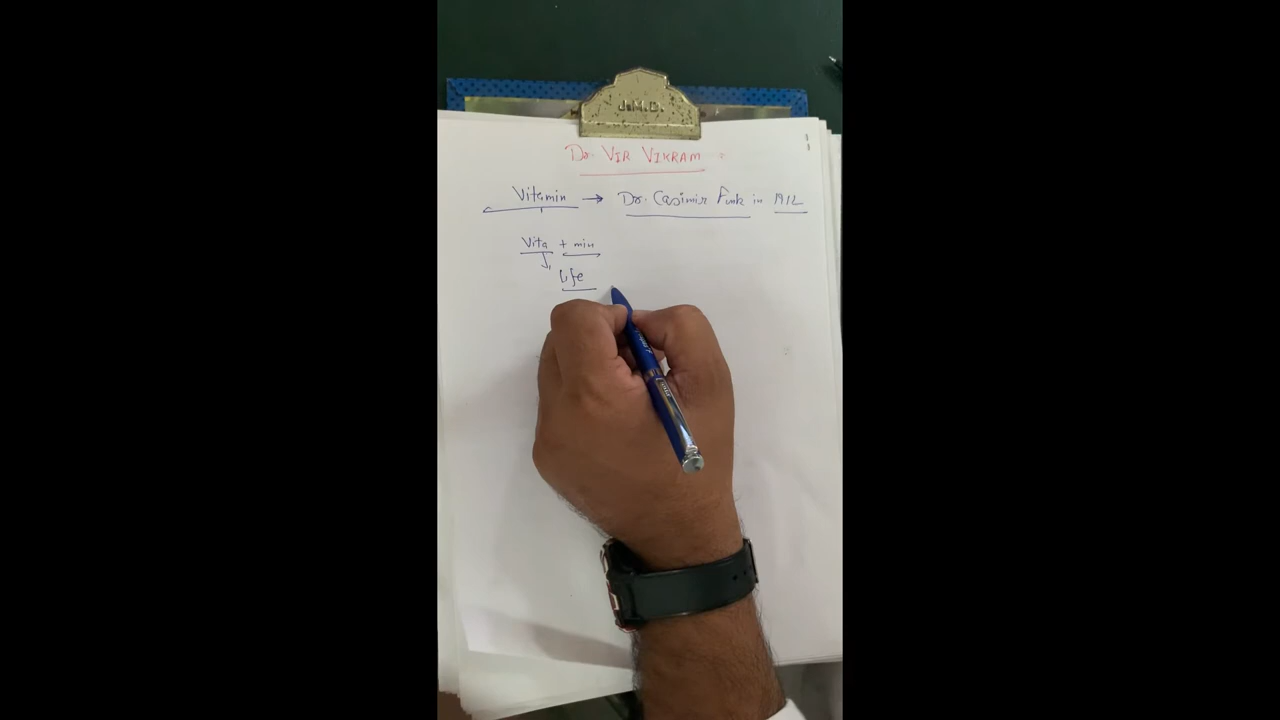 J.M.D.
Dr. VIR VIKRAM
Vitamin → Dr. Casimir Funk in 1912
Vita + min
life